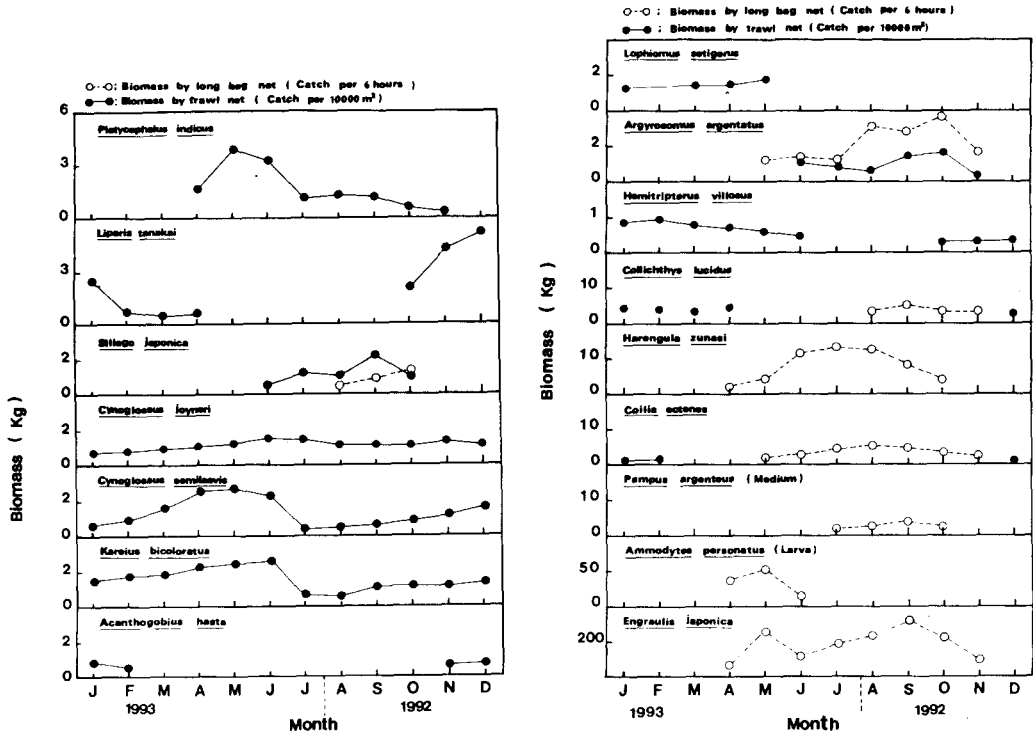 ○--○: Biomass by long bag net ( Catch per 6 hours )
●—●: Biomass by trawl net ( Catch per 10000 m²)
6
Platycephalus indicus
3
0
Liparis tanakai
3
0
Sillago japonica
2
0
Cynoglossus joyneri
2
0
Cynoglossus semilaevis
2
0
Kareius bicoloratus
2
0
Acanthogobius hasta
2
0
J F M A M J J A S O N D
1993 1992
Month
Biomass ( Kg )
○--○ ; Biomass by long bag net ( Catch per 6 hours )
●—● ; Biomass by trawl net ( Catch per 10000 m²)
Lophiomus setigerus
2
0
Argyrosomus argentatus
2
0
Hemitripterus villosus
1
0
Collichthys lucidus
10
0
Harengula zunasi
10
0
Coilia ectenes
10
0
Pampus argenteus (Medium)
10
0
Ammodytes personatus (Larva)
50
0
Engraulis japonica
200
J F M A M J J A S O N D
1993 1992
Month
Biomass ( Kg )